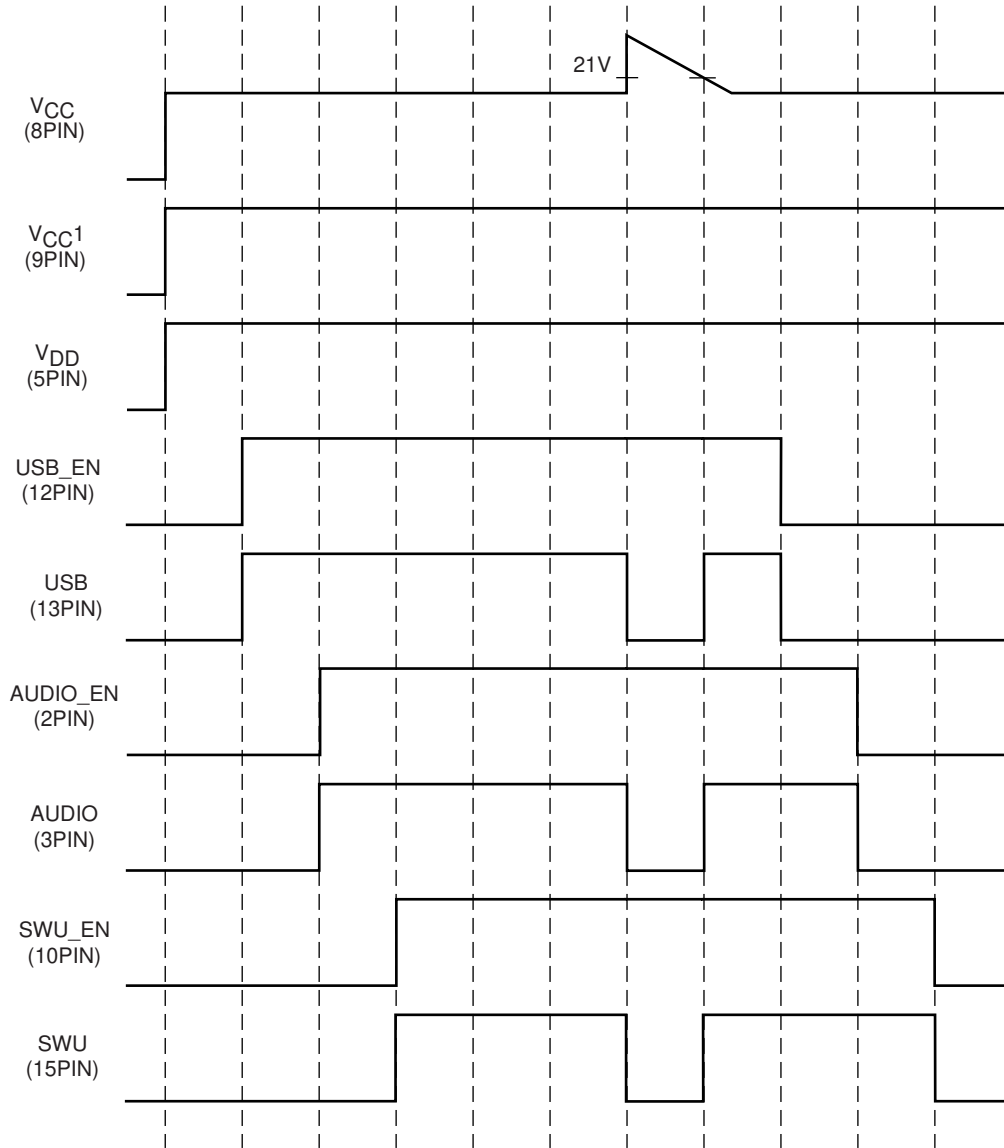 21V
VCC
(8PIN)
VCC1
(9PIN)
VDD
(5PIN)
USB_EN
(12PIN)
USB
(13PIN)
AUDIO_EN
(2PIN)
AUDIO
(3PIN)
SWU_EN
(10PIN)
SWU
(15PIN)